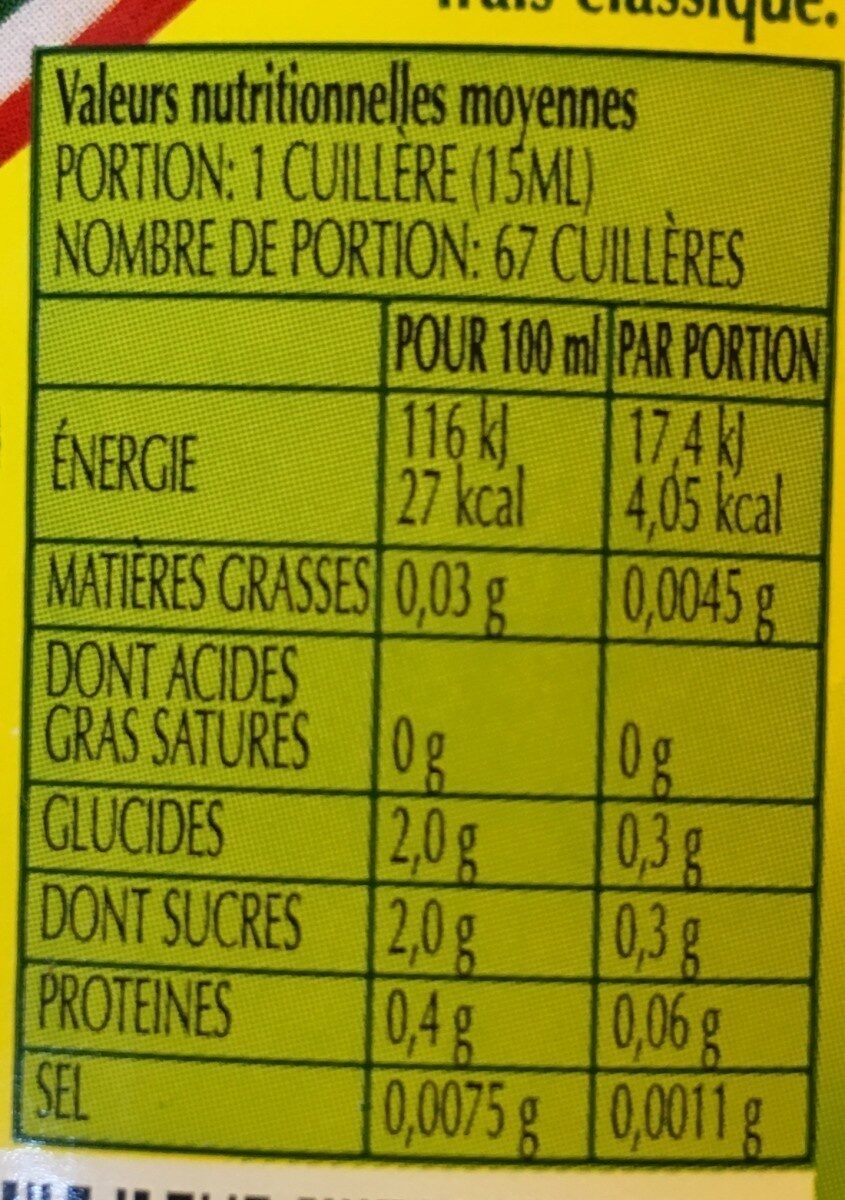 classique.
Valeurs nutritionnelles moyennes
PORTION: 1 CUILLÈRE (15ML)
NOMBRE DE PORTION: 67 CUILLÈRES
POUR 100 ml PAR PORTION
ÉNERGIE 116 kJ 17,4 kJ
27 kcal 4,05 kcal
MATIÈRES GRASSES 0,03 g 0,0045 g
DONT ACIDES
GRAS SATURÉS 0 g 0 g
GLUCIDES 2,0 g 0,3 g
DONT SUCRES 2,0 g 0,3 g
PROTEINES 0,4 g 0,06 g
SEL 0,0075 g 0,0011 g